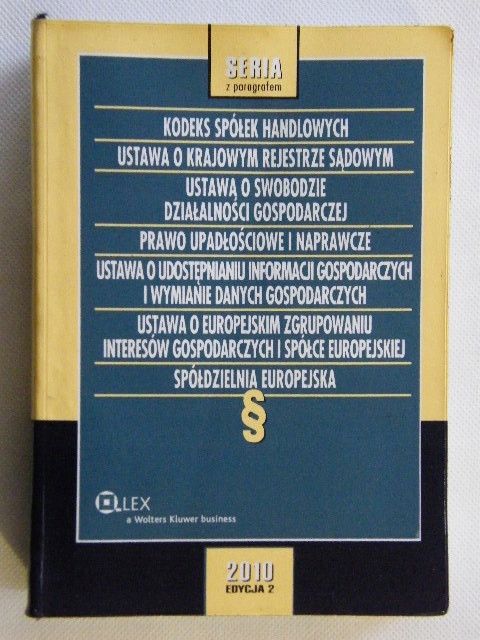 SERIA
z paragrafem
KODEKS SPÓŁEK HANDLOWYCH
USTAWA O KRAJOWYM REJESTRZE SĄDOWYM
USTAWA O SWOBODZIE
DZIAŁALNOŚCI GOSPODARCZEJ
PRAWO UPADŁOŚCIOWE I NAPRAWCZE
USTAWA O UDOSTĘPNIANIU INFORMACJI GOSPODARCZYCH
I WYMIANIE DANYCH GOSPODARCZYCH
USTAWA O EUROPEJSKIM ZGRUPOWANIU
INTERESÓW GOSPODARCZYCH I SPÓŁCE EUROPEJSKIEJ
SPÓŁDZIELNIA EUROPEJSKA
§
LEX
a Wolters Kluwer business
2010
EDYCJA 2